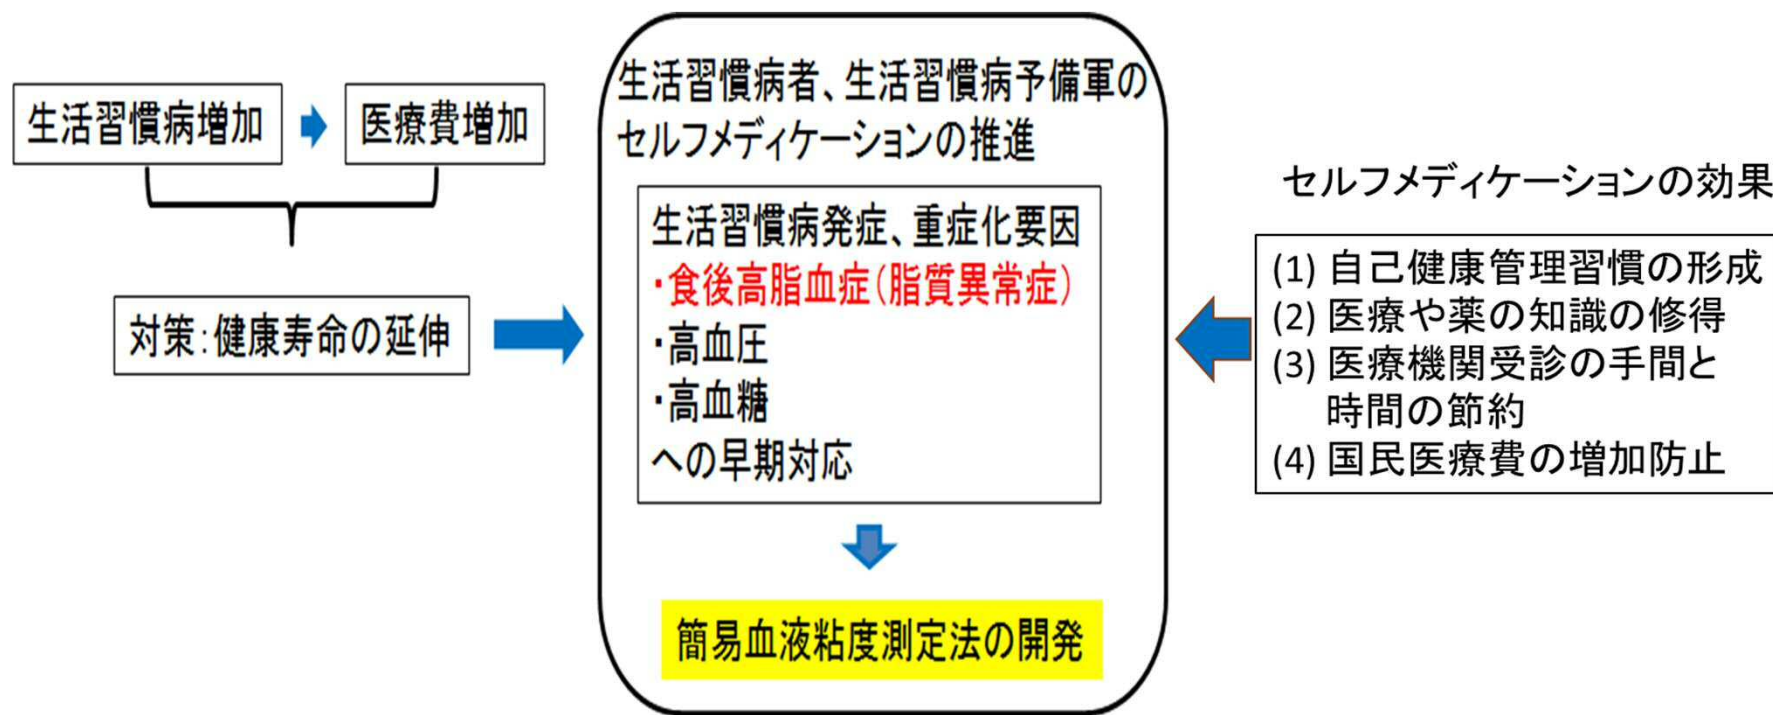 生活習慣病増加
医療費増加
対策:健康寿命の延伸
生活習慣病者、生活習慣病予備軍の
セルフメディケーションの推進
生活習慣病発症、重症化要因
・食後高脂血症(脂質異常症)
・高血圧
・高血糖
への早期対応
簡易血液粘度測定法の開発
セルフメディケーションの効果
(1) 自己健康管理習慣の形成
(2) 医療や薬の知識の修得
(3) 医療機関受診の手間と
時間の節約
(4) 国民医療費の増加防止